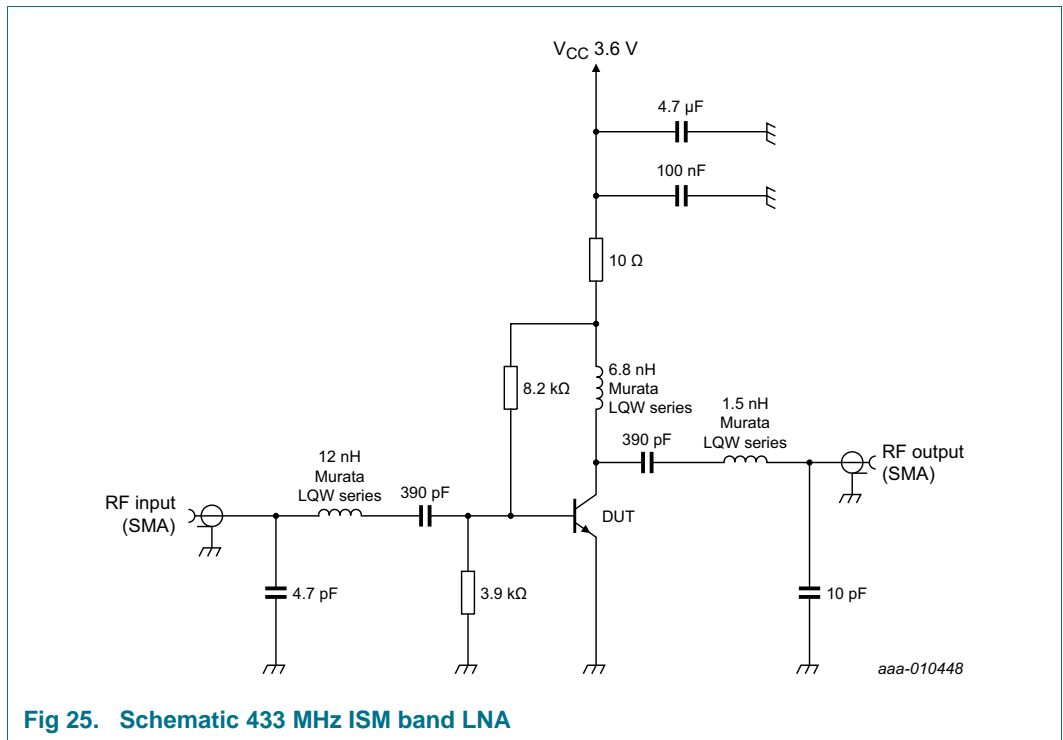 VCC 3.6 V
4.7 µF
100 nF
10 Ω
8.2 kΩ
6.8 nH
Murata
LQW series
1.5 nH
Murata
LQW series
390 pF
RF output
(SMA)
12 nH
Murata
LQW series
390 pF
RF input
(SMA)
DUT
4.7 pF
3.9 kΩ
10 pF
aaa-010448
Fig 25. Schematic 433 MHz ISM band LNA